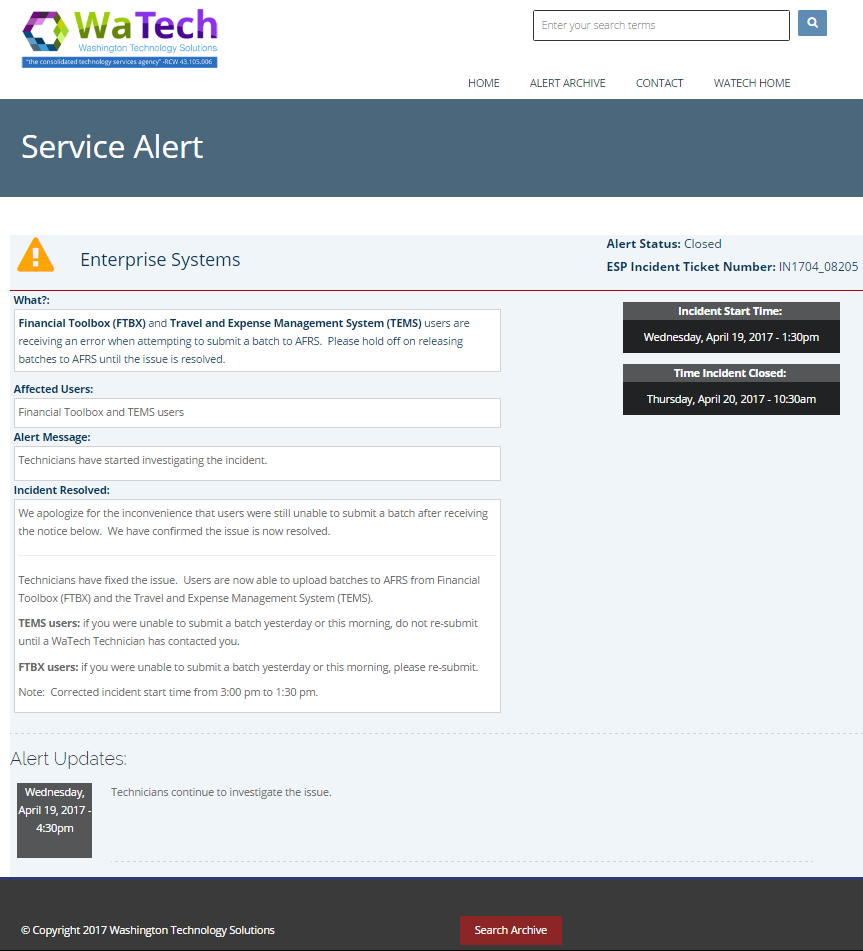 WaTech
Washington Technology Solutions
"the consolidated technology services agency" -RCW 43.105.006
Enter your search terms
HOME
ALERT ARCHIVE
CONTACT
WATECH HOME
Service Alert
Enterprise Systems
Alert Status: Closed
ESP Incident Ticket Number: IN1704_08205
What?:
Financial Toolbox (FTBX) and Travel and Expense Management System (TEMS) users are
receiving an error when attempting to submit a batch to AFRS.  Please hold off on releasing
batches to AFRS until the issue is resolved.
Incident Start Time:
Wednesday, April 19, 2017 - 1:30pm
Time Incident Closed:
Thursday, April 20, 2017 - 10:30am
Affected Users:
Financial Toolbox and TEMS users
Alert Message:
Technicians have started investigating the incident.
Incident Resolved:
We apologize for the inconvenience that users were still unable to submit a batch after receiving
the notice below.  We have confirmed the issue is now resolved.
Technicians have fixed the issue.  Users are now able to upload batches to AFRS from Financial
Toolbox (FTBX) and the Travel and Expense Management System (TEMS).
TEMS users: if you were unable to submit a batch yesterday or this morning, do not re-submit
until a WaTech Technician has contacted you.
FTBX users: if you were unable to submit a batch yesterday or this morning, please re-submit.
Note:  Corrected incident start time from 3:00 pm to 1:30 pm.
Alert Updates:
Wednesday,
April 19, 2017 -
4:30pm
Technicians continue to investigate the issue.
© Copyright 2017 Washington Technology Solutions
Search Archive